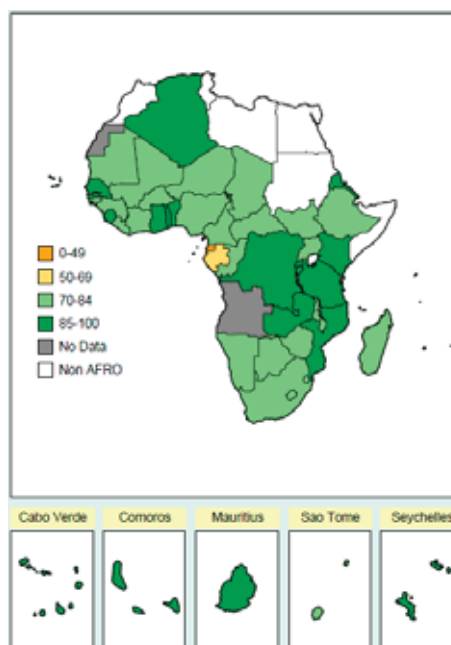 0-49
50-69
70-84
85-100
No Data
Non AFRO
Cabo Verde
Comoros
Mauritius
Sao Tome
Seychelles